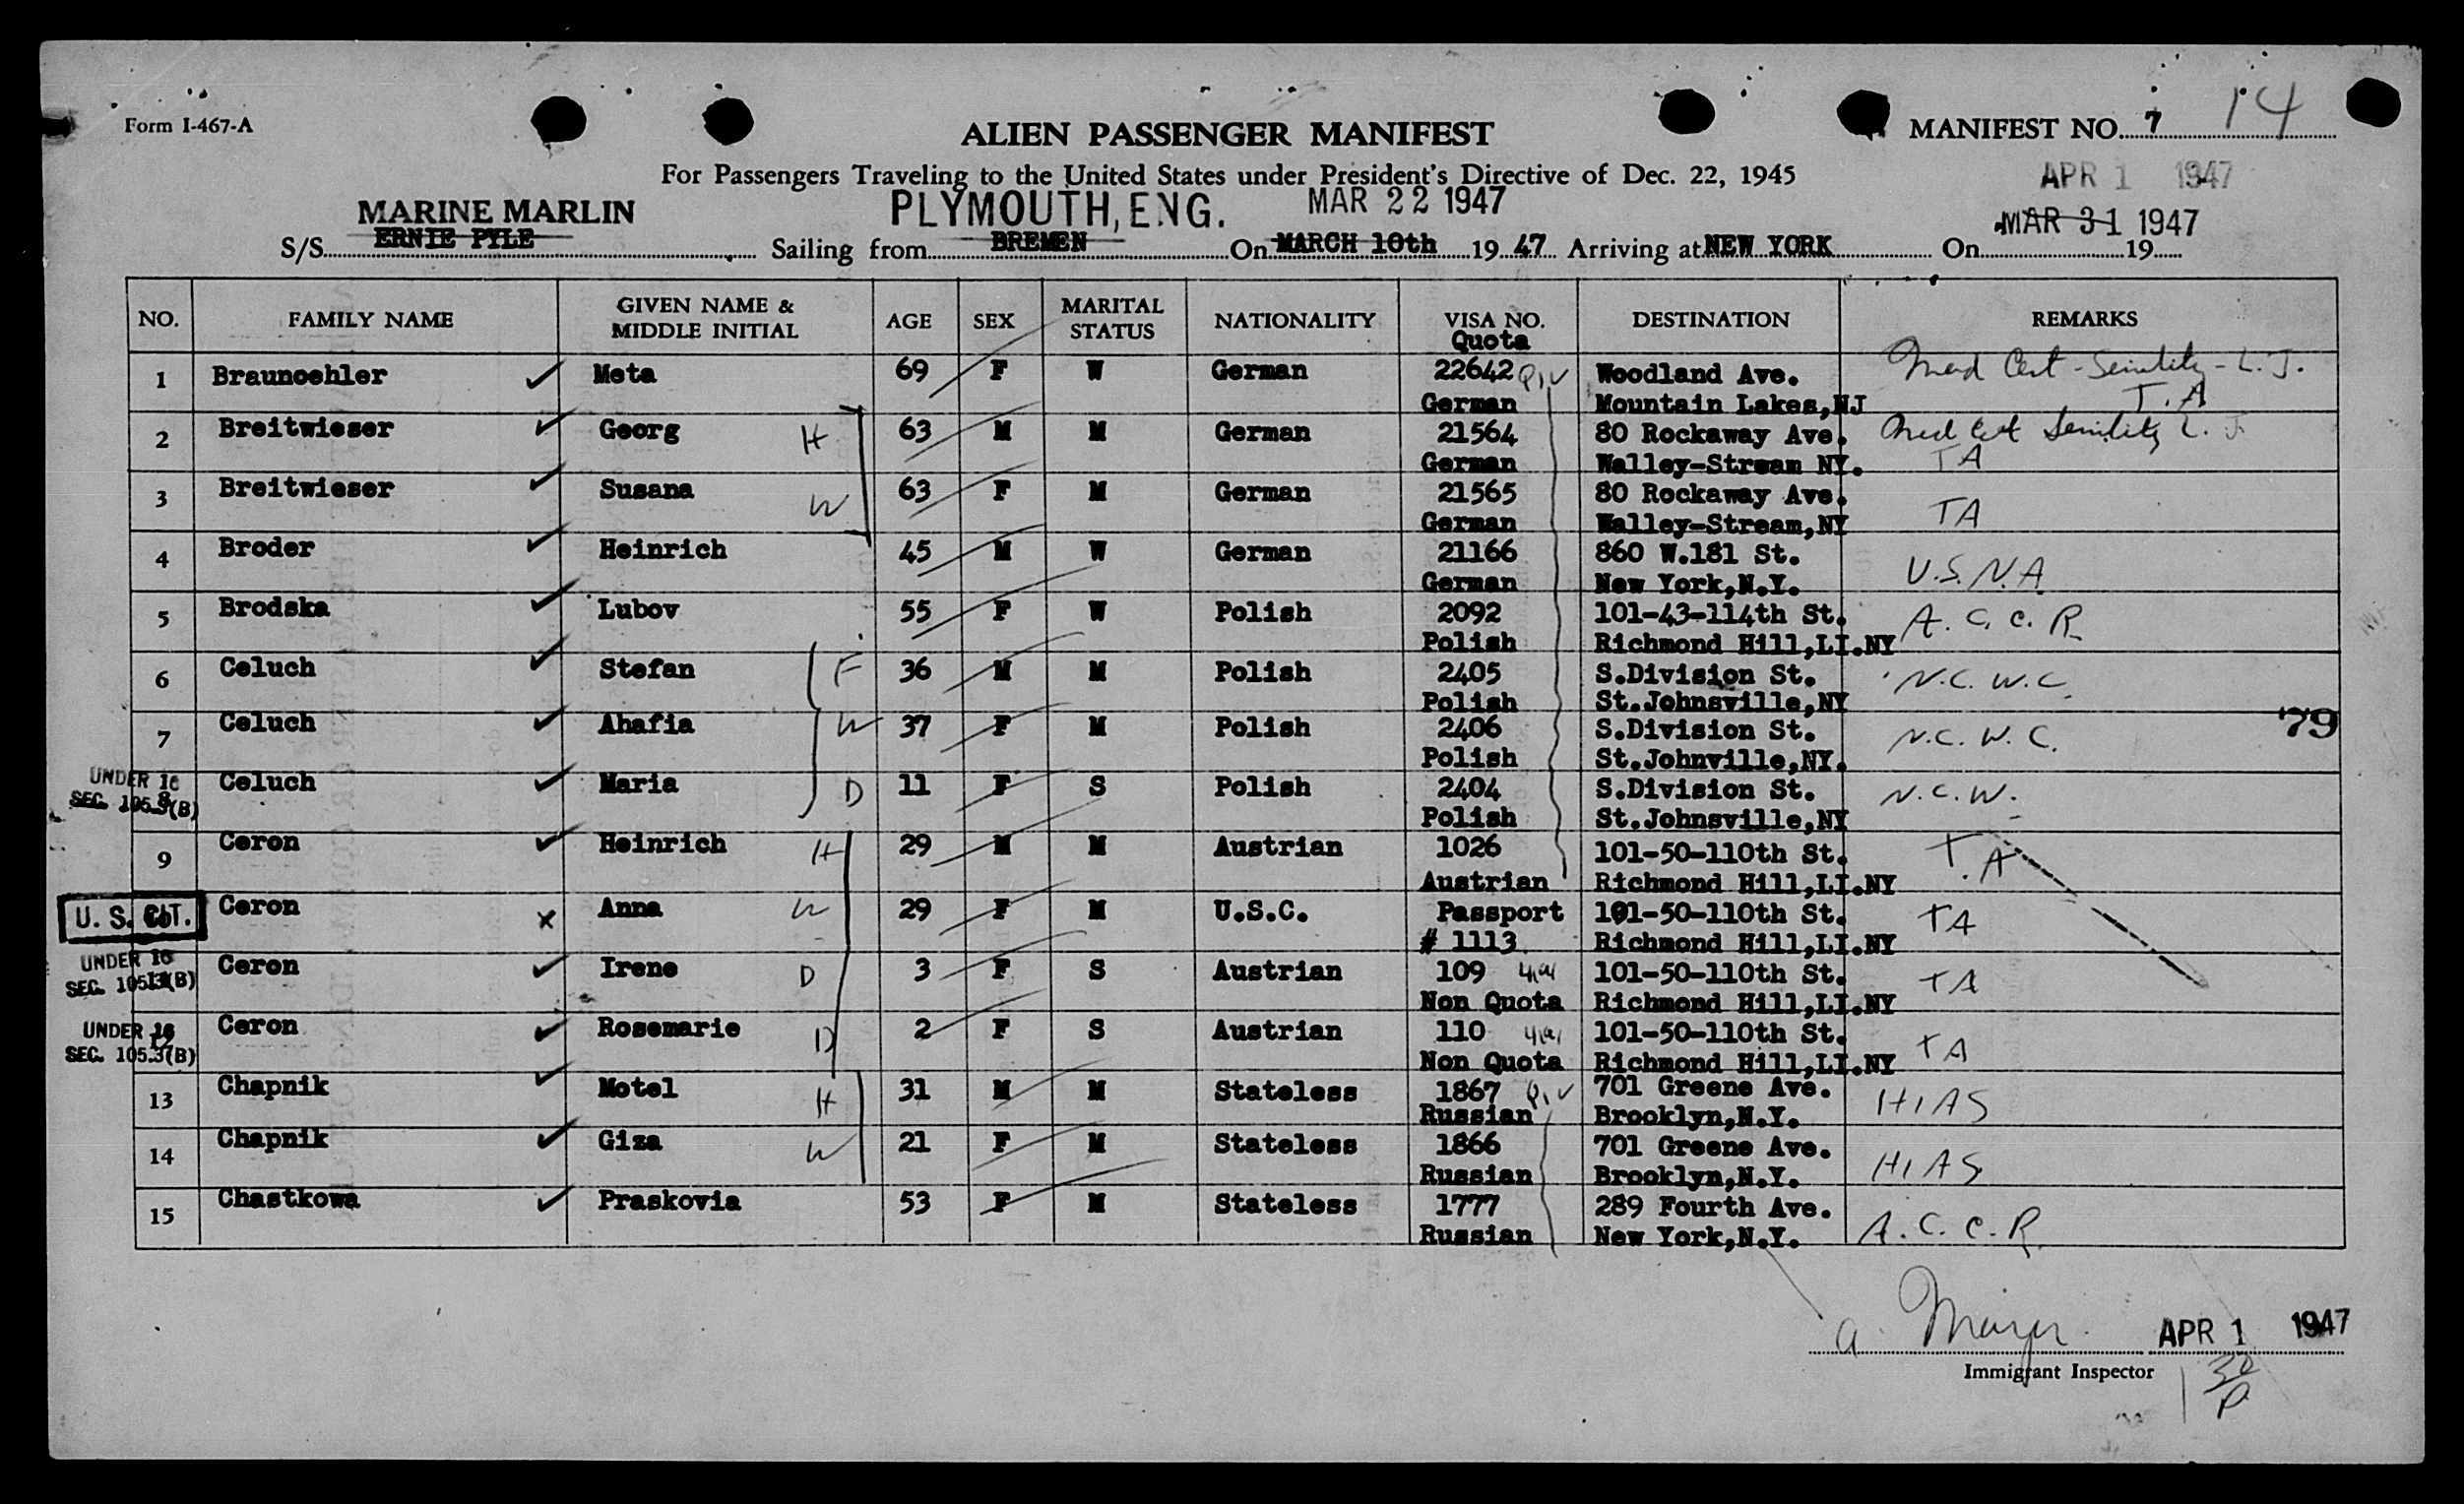 Form I-467-A
ALIEN PASSENGER MANIFEST
MANIFEST NO. 7 14
For Passengers Traveling to the United States under President's Directive of Dec. 22, 1945
APR 1 1947
MARINE MARLIN PLYMOUTH, ENG. MAR 22 1947 MAR 31 1947
S/S ERNIE PYLE Sailing from BREMEN On MARCH 10th 19 47 Arriving at NEW YORK On 19
NO. FAMILY NAME GIVEN NAME & MIDDLE INITIAL AGE SEX MARITAL STATUS NATIONALITY VISA NO. DESTINATION REMARKS
Quota
1 Braunoehler Meta 69 F W German 22642 Woodland Ave. Med Cert - Senility - L.J.
German Mountain Lakes,NJ T.A
2 Breitwieser Georg H 63 M M German 21564 80 Rockaway Ave. Med Cert Senility L.J.
German Walley-Stream NY. TA
3 Breitwieser Susana W 63 F M German 21565 80 Rockaway Ave.
German Walley-Stream,NY TA
4 Broder Heinrich 45 M W German 21166 860 W.181 St.
German New York,N.Y. U.S.N.A.
5 Brodska Lubov 55 F W Polish 2092 101-43-114th St. A.C.C.R
Polish Richmond Hill,LI.NY
6 Celuch Stefan F 36 M M Polish 2405 S.Division St. N.C.W.C.
Polish St.Johnsville,NY
7 Celuch Ahafia W 37 F M Polish 2406 S.Division St. N.C.W.C. 79
Polish St.Johnville,NY.
UNDER 16 SEC. 105.3(B)
8 Celuch Maria D 11 F S Polish 2404 S.Division St. N.C.W.
Polish St.Johnsville,NY
9 Ceron Heinrich H 29 M M Austrian 1026 101-50-110th St. T.A
Austrian Richmond Hill,LI.NY
U. S. CIT. Ceron x Anna W 29 F M U.S.C. Passport 101-50-110th St. TA
# 1113 Richmond Hill,LI.NY
UNDER 16 SEC. 105.3(B)
Ceron Irene D 3 F S Austrian 109 101-50-110th St. TA
Non Quota Richmond Hill,LI.NY
UNDER 16 SEC. 105.3(B)
Ceron Rosemarie D 2 F S Austrian 110 101-50-110th St. TA
Non Quota Richmond Hill,LI.NY
13 Chapnik Motel H 31 M M Stateless 1867 701 Greene Ave. HIAS
Russian Brooklyn,N.Y.
14 Chapnik Giza W 21 F M Stateless 1866 701 Greene Ave. HIAS
Russian Brooklyn,N.Y.
15 Chastkowa Praskovia 53 F M Stateless 1777 289 Fourth Ave. A.C.C.R.
Russian New York,N.Y.
APR 1 1947
Immigrant Inspector